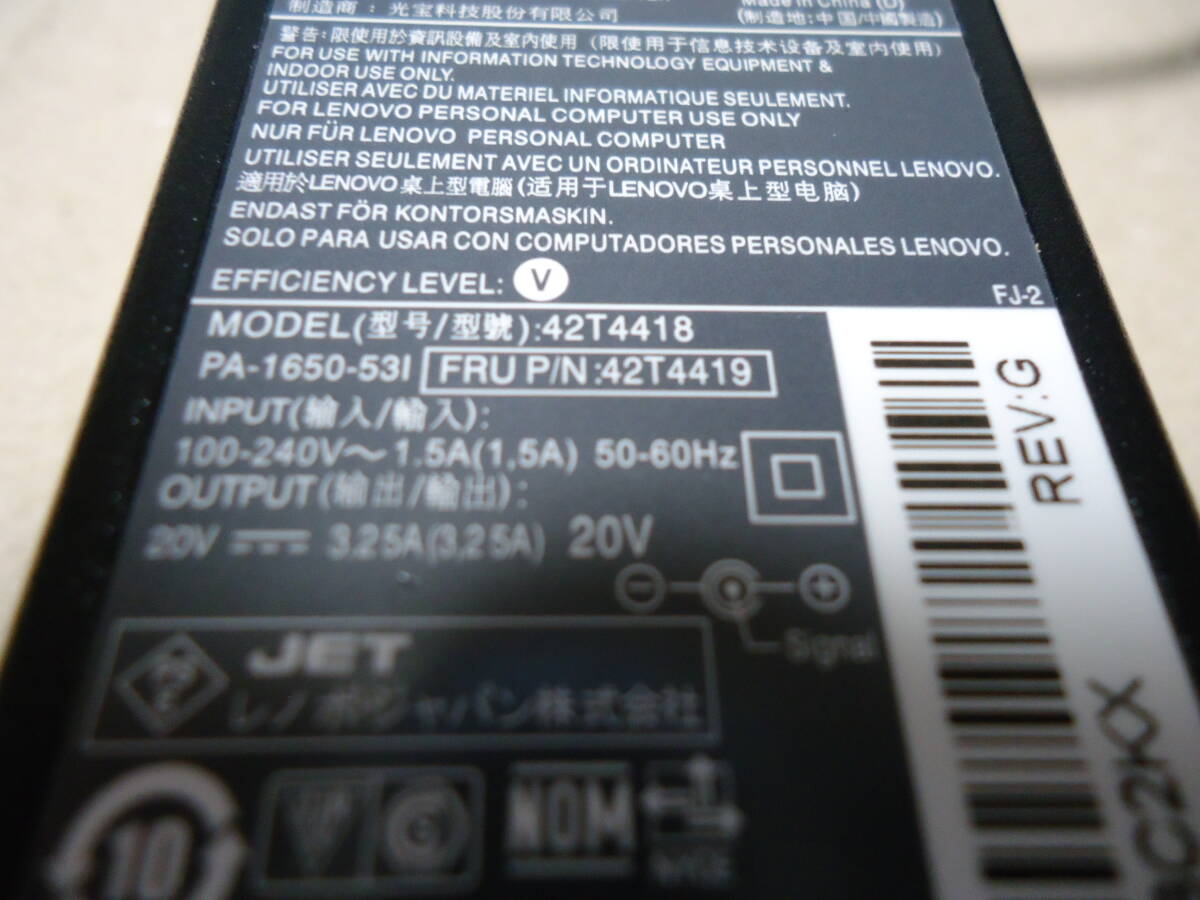 制造商：光宝科技股份有限公司
Made in China (D)
(制造地:中国/中國製造)
警告:限使用於資訊設備及室內使用 (限使用于信息技术设备及室内使用)
FOR USE WITH INFORMATION TECHNOLOGY EQUIPMENT &
INDOOR USE ONLY.
UTILISER AVEC DU MATERIEL INFORMATIQUE SEULEMENT.
FOR LENOVO PERSONAL COMPUTER USE ONLY
NUR FÜR LENOVO PERSONAL COMPUTER
UTILISER SEULEMENT AVEC UN ORDINATEUR PERSONNEL LENOVO.
適用於LENOVO桌上型電腦(适用于LENOVO桌上型电脑)
ENDAST FÖR KONTORSMASKIN.
SOLO PARA USAR CON COMPUTADORES PERSONALES LENOVO.
EFFICIENCY LEVEL: V
FJ-2
MODEL(型号/型號):42T4418
PA-1650-53I FRU P/N:42T4419
INPUT(输入/輸入):
100-240V～1.5A(1,5A) 50-60Hz
OUTPUT(输出/輸出):
20V 3.25A(3,25A) 20V
Signal
JET
レノボジャパン株式会社
10
NOM
NYCE
REV:G
C2KX